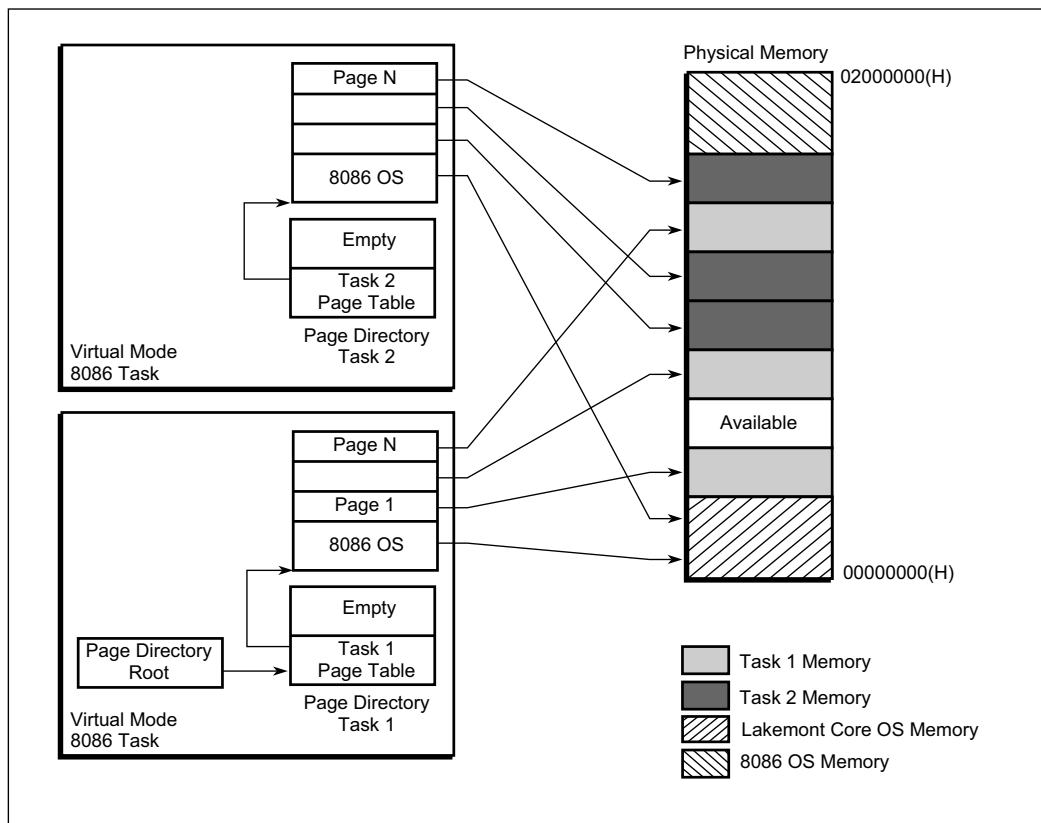 Page N
8086 OS
Empty
Task 2
Page Table
Page Directory
Task 2
Virtual Mode
8086 Task
Page N
Page 1
8086 OS
Empty
Task 1
Page Table
Page Directory
Root
Page Directory
Task 1
Virtual Mode
8086 Task
Physical Memory
02000000(H)
Available
00000000(H)
Task 1 Memory
Task 2 Memory
Lakemont Core OS Memory
8086 OS Memory